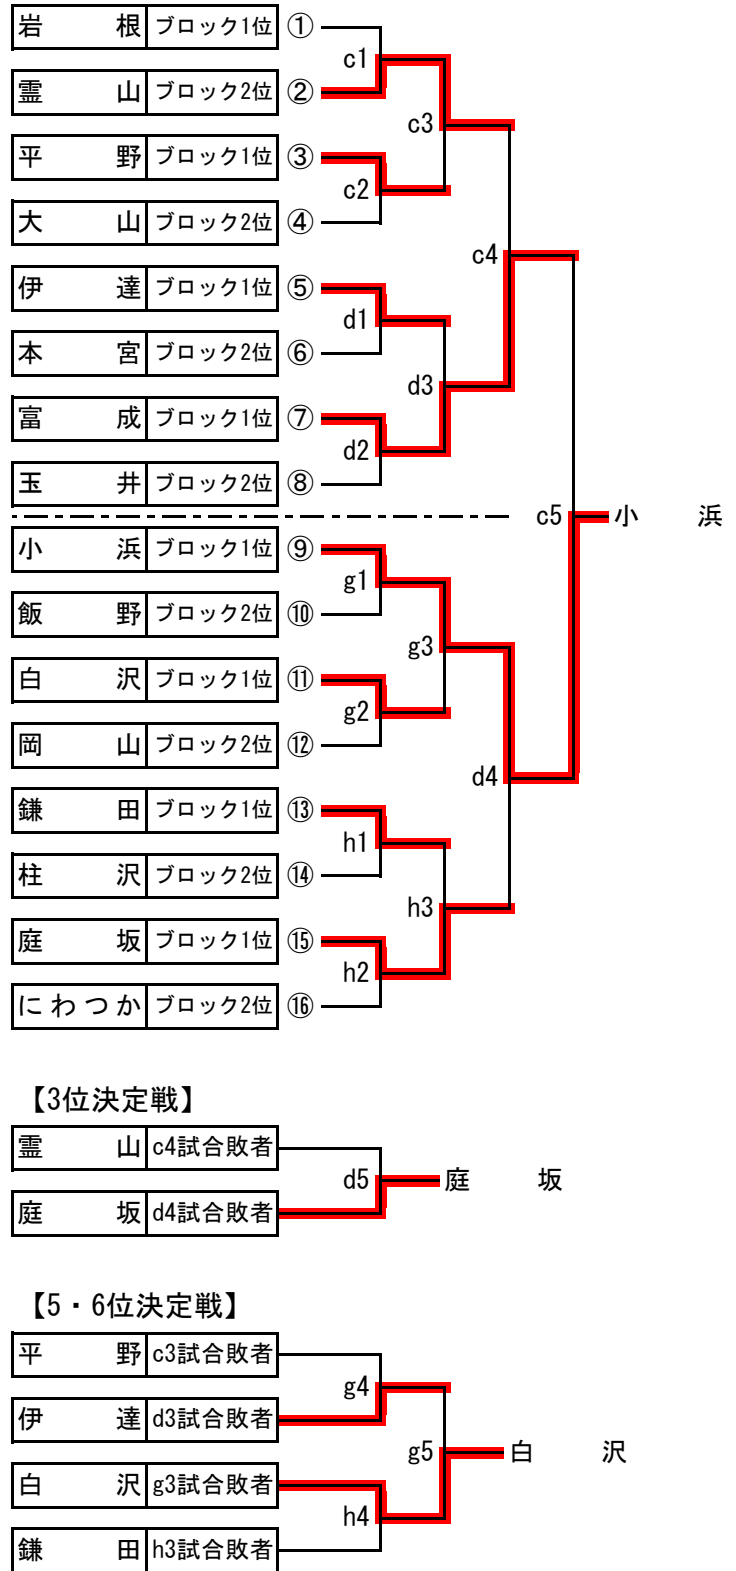 岩根 ブロック1位 ①
c1
霊山 ブロック2位 ②
c3
平野 ブロック1位 ③
c2
大山 ブロック2位 ④
c4
伊達 ブロック1位 ⑤
d1
本宮 ブロック2位 ⑥
d3
富成 ブロック1位 ⑦
d2
玉井 ブロック2位 ⑧
c5 小浜
小浜 ブロック1位 ⑨
g1
飯野 ブロック2位 ⑩
g3
白沢 ブロック1位 ⑪
g2
岡山 ブロック2位 ⑫
d4
鎌田 ブロック1位 ⑬
h1
柱沢 ブロック2位 ⑭
h3
庭坂 ブロック1位 ⑮
h2
にわつか ブロック2位 ⑯
【3位決定戦】
霊山 c4試合敗者
d5 庭坂
庭坂 d4試合敗者
【5・6位決定戦】
平野 c3試合敗者
g4
伊達 d3試合敗者
g5 白沢
白沢 g3試合敗者
h4
鎌田 h3試合敗者